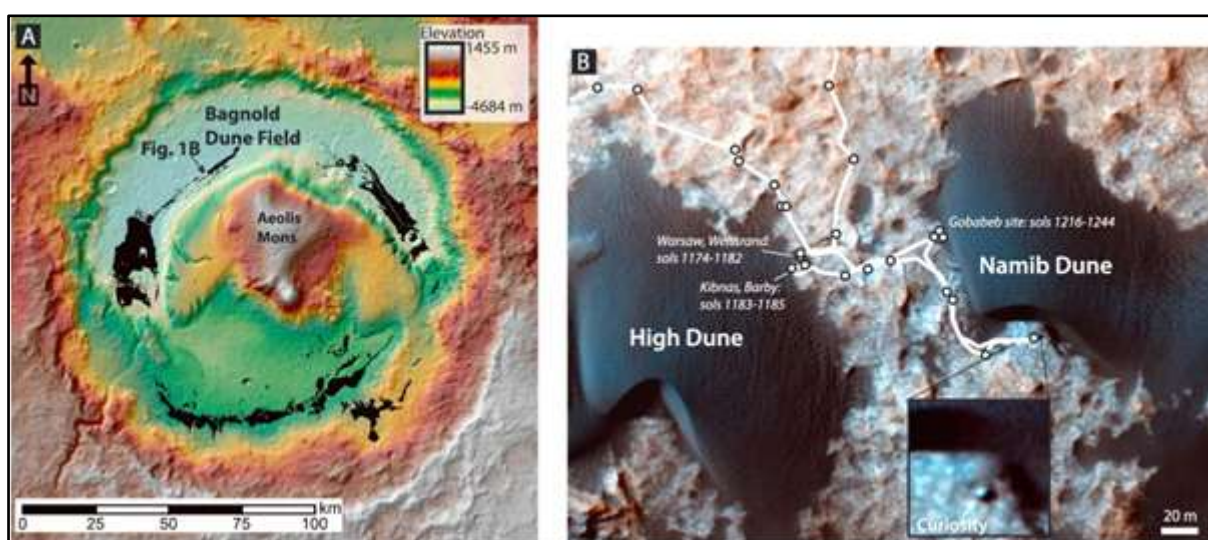 A
N
Elevation
1455 m
-4684 m
Bagnold
Dune Field
Fig. 1B
Aeolis
Mons
km
0 25 50 75 100
B
Gobabeb site: sols 1216-1244
Warsaw, Weissrand:
sols 1174-1182
Namib Dune
Kibnas, Barby:
sols 1183-1185
High Dune
Curiosity
20 m